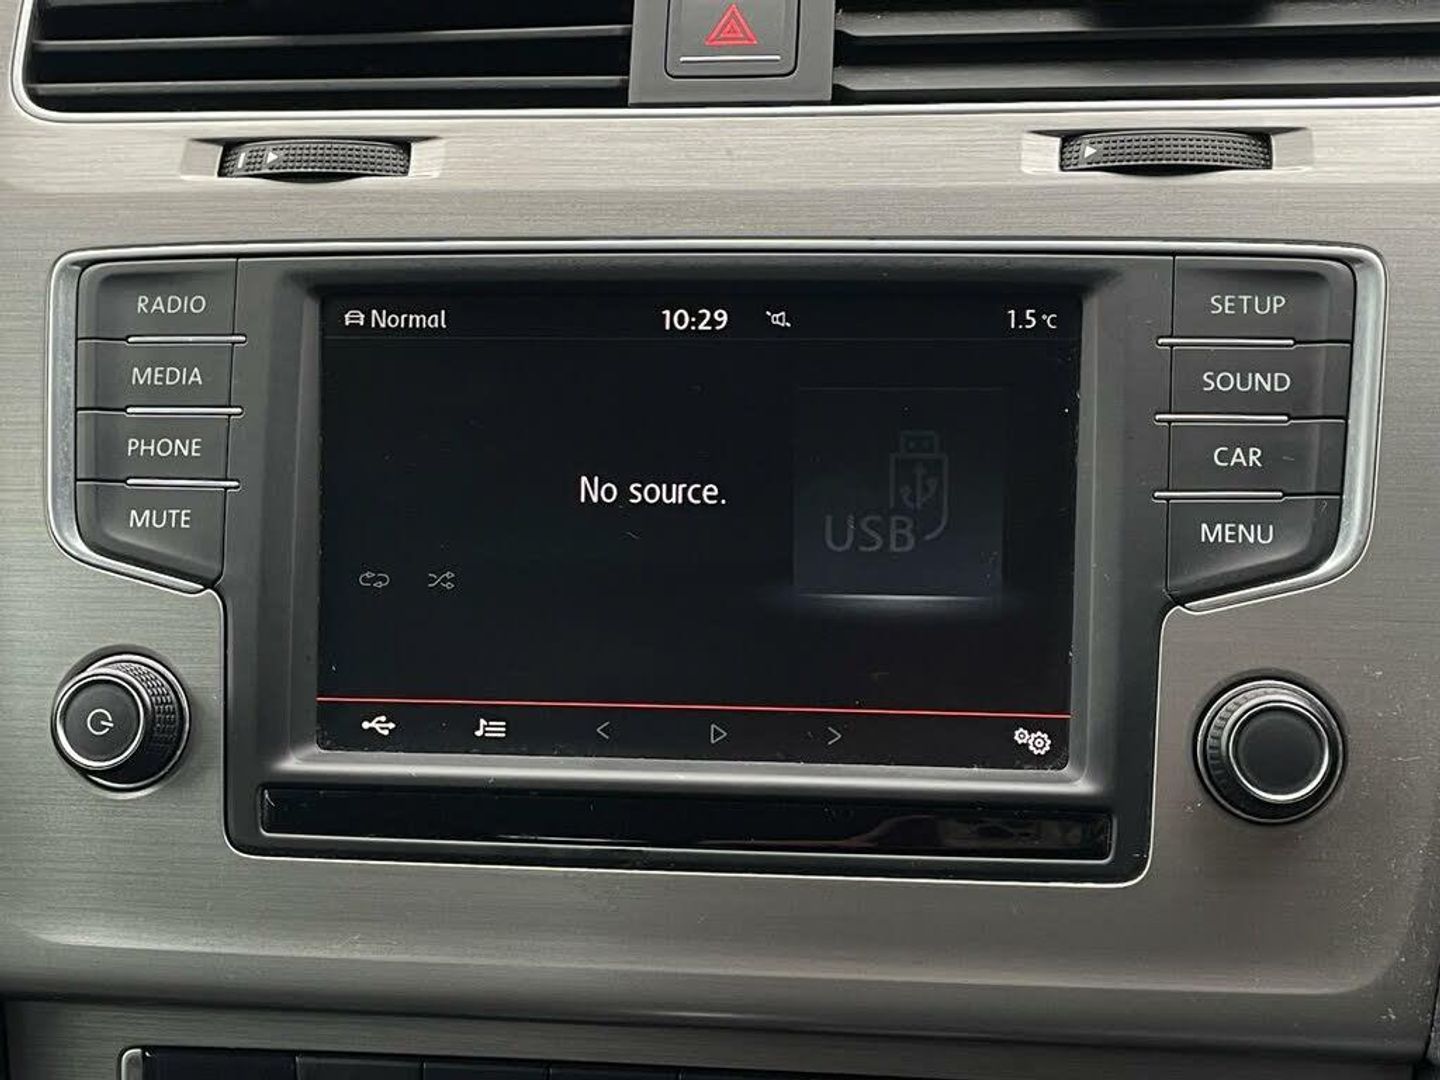 RADIO
MEDIA
PHONE
MUTE
Normal
10:29
1.5°C
No source.
USB
SETUP
SOUND
CAR
MENU